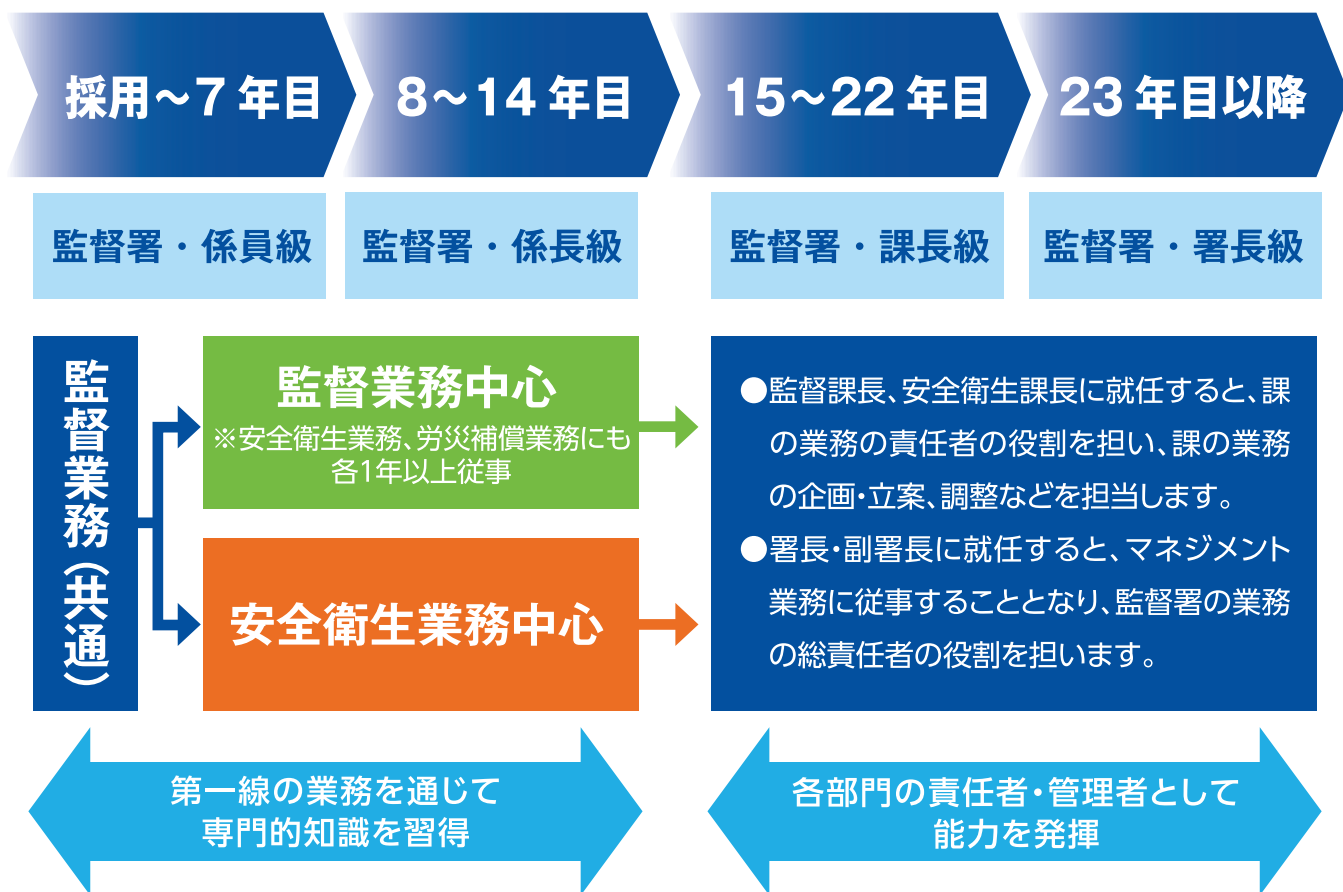 採用～7年目
8～14年目
15～22年目
23年目以降
監督署・係員級
監督署・係長級
監督署・課長級
監督署・署長級
監督業務（共通）
監督業務中心
※安全衛生業務、労災補償業務にも
各1年以上従事
安全衛生業務中心
●監督課長、安全衛生課長に就任すると、課
の業務の責任者の役割を担い、課の業務
の企画・立案、調整などを担当します。
●署長・副署長に就任すると、マネジメント
業務に従事することとなり、監督署の業務
の総責任者の役割を担います。
第一線の業務を通じて
専門的知識を習得
各部門の責任者・管理者として
能力を発揮